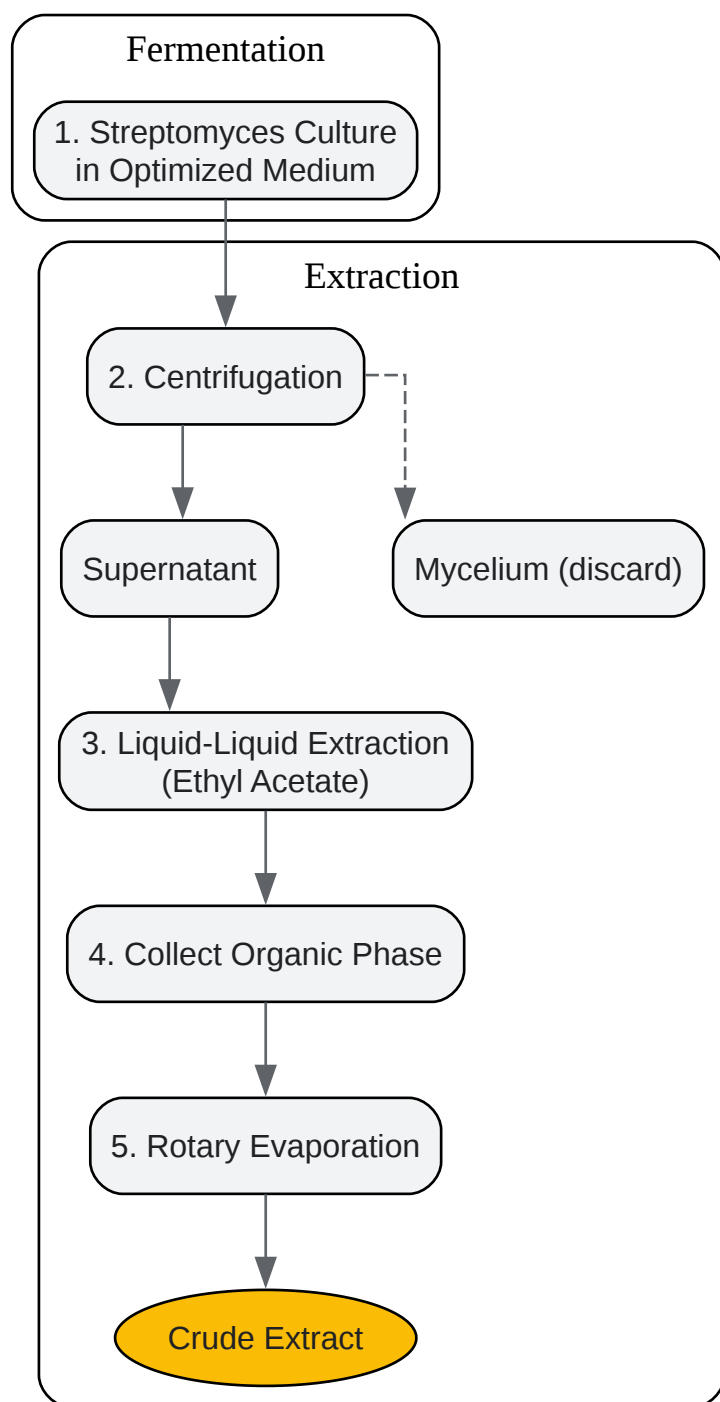 Fermentation
1. Streptomyces Culture
in Optimized Medium
Extraction
2. Centrifugation
Supernatant
Mycelium (discard)
3. Liquid-Liquid Extraction
(Ethyl Acetate)
4. Collect Organic Phase
5. Rotary Evaporation
Crude Extract